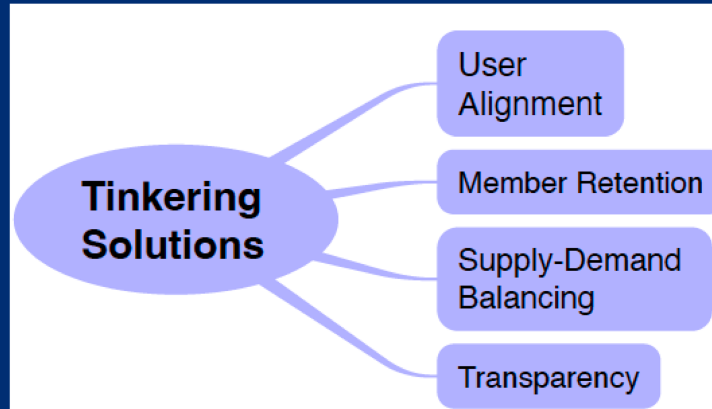 Tinkering
Solutions
User
Alignment
Member Retention
Supply-Demand
Balancing
Transparency